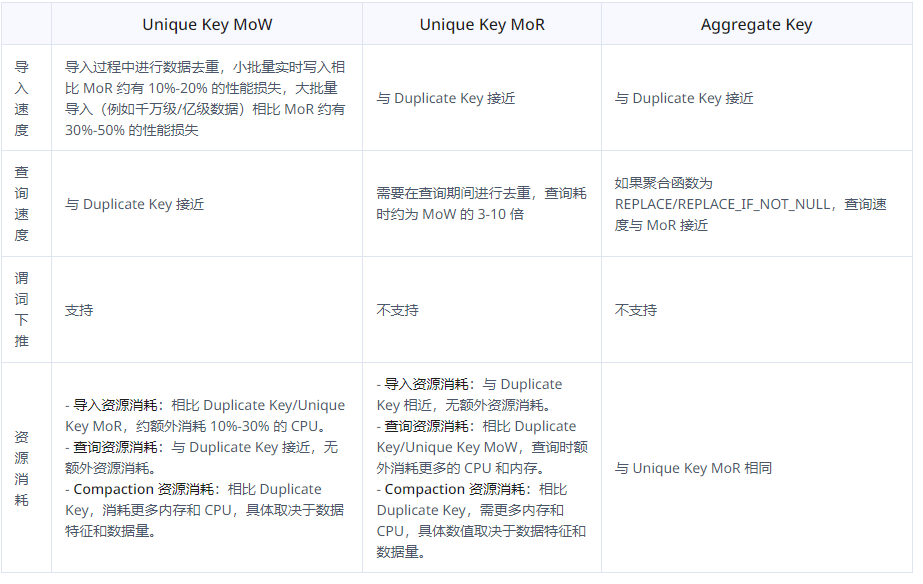 Unique Key MoW
Unique Key MoR
Aggregate Key
导
入
速
度
导入过程中进行数据去重，小批量实时写入相
比 MoR 约有 10%-20% 的性能损失，大批量
导入（例如千万级/亿级数据）相比 MoR 约有
30%-50% 的性能损失
与 Duplicate Key 接近
与 Duplicate Key 接近
查
询
速
度
与 Duplicate Key 接近
需要在查询期间进行去重，查询耗
时约为 MoW 的 3-10 倍
如果聚合函数为
REPLACE/REPLACE_IF_NOT_NULL，查询速
度与 MoR 接近
谓
词
下
推
支持
不支持
不支持
资
源
消
耗
- 导入资源消耗：相比 Duplicate Key/Unique
Key MoR，约额外消耗 10%-30% 的 CPU。
- 查询资源消耗：与 Duplicate Key 接近，无
额外资源消耗。
- Compaction 资源消耗：相比 Duplicate
Key，消耗更多内存和 CPU，具体取决于数据
特征和数据量。
- 导入资源消耗：与 Duplicate
Key 相近，无额外资源消耗。
- 查询资源消耗：相比 Duplicate
Key/Unique Key MoW，查询时额
外消耗更多的 CPU 和内存。
- Compaction 资源消耗：相比
Duplicate Key，需更多内存和
CPU，具体数值取决于数据特征和
数据量。
与 Unique Key MoR 相同